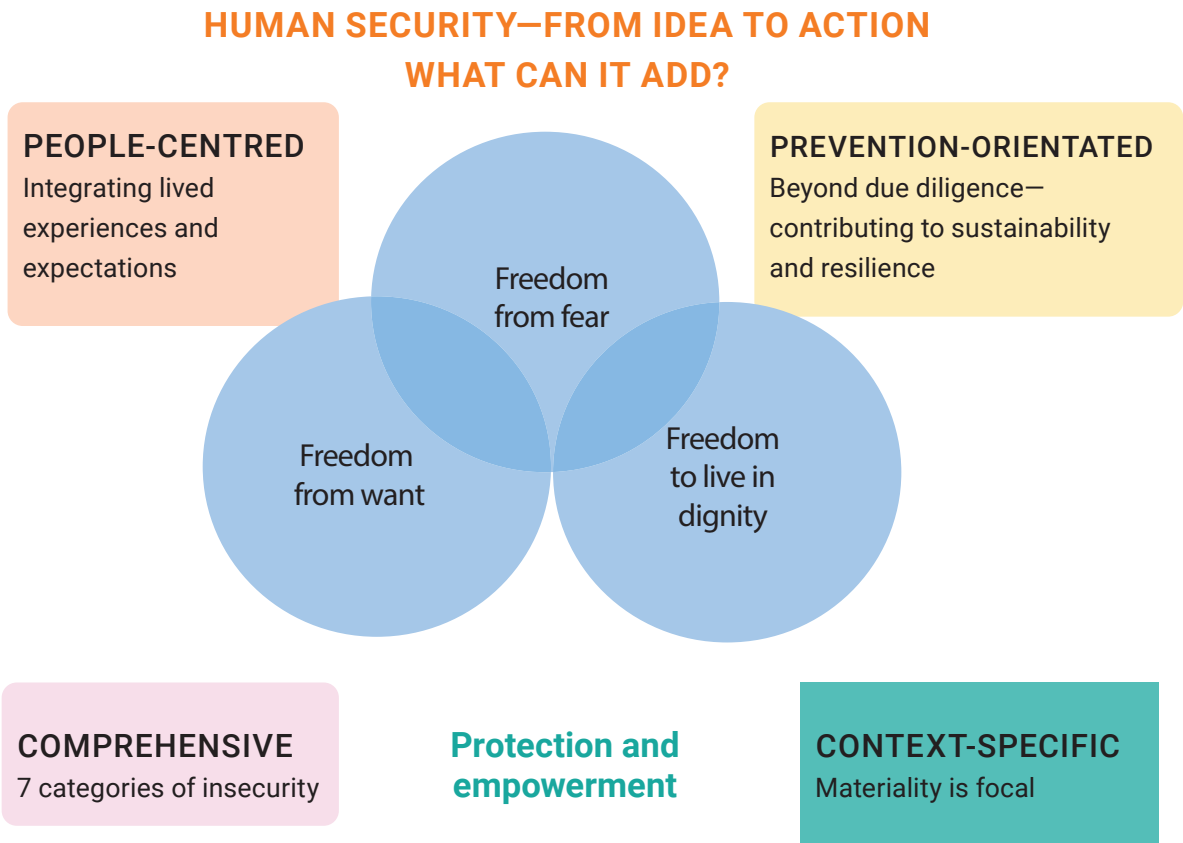 HUMAN SECURITY—FROM IDEA TO ACTION
WHAT CAN IT ADD?
PEOPLE-CENTRED
Integrating lived
experiences and
expectations
PREVENTION-ORIENTATED
Beyond due diligence—
contributing to sustainability
and resilience
Freedom
from fear
Freedom
from want
Freedom
to live in
dignity
COMPREHENSIVE
7 categories of insecurity
Protection and
empowerment
CONTEXT-SPECIFIC
Materiality is focal